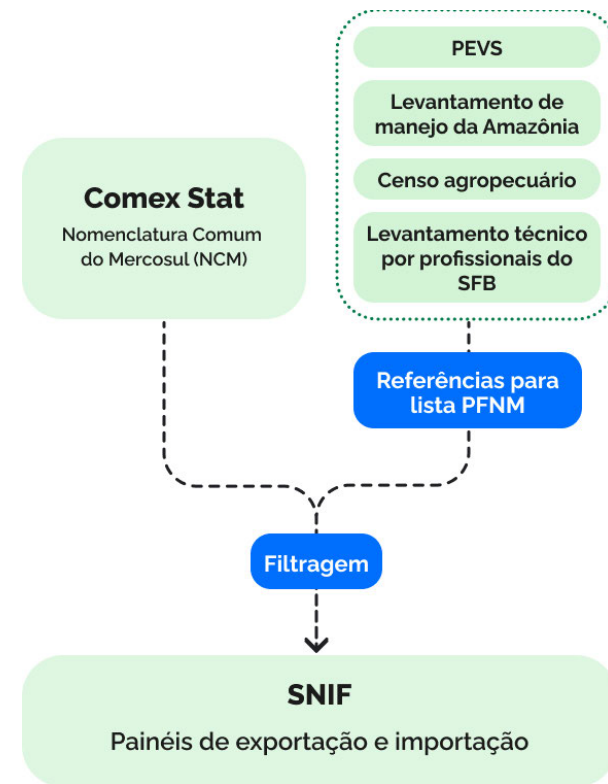 PEVS
Levantamento de
manejo da Amazônia
Censo agropecuário
Levantamento técnico
por profissionais do
SFB
Comex Stat
Nomenclatura Comum
do Mercosul (NCM)
Referências para
lista PFNM
Filtragem
SNIF
Painéis de exportação e importação